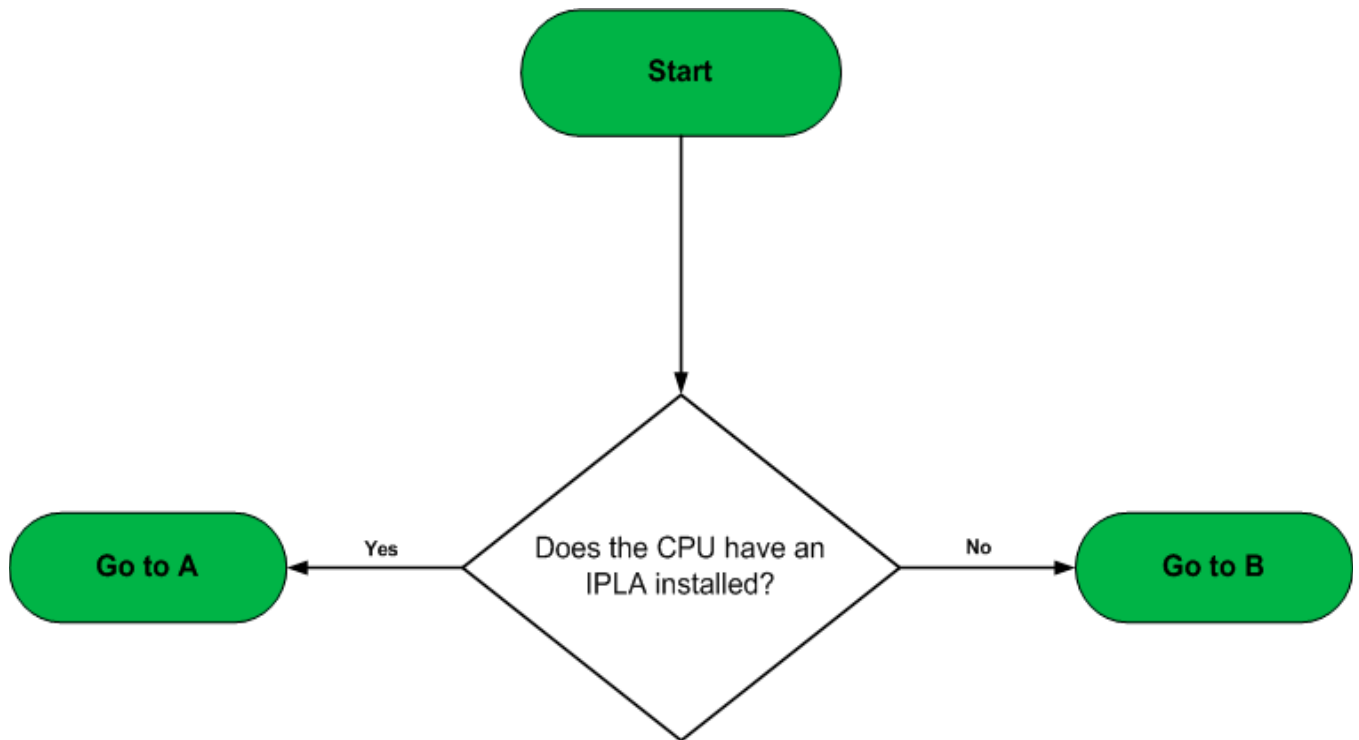 Start
Does the CPU have an
IPLA installed?
Yes
Go to A
No
Go to B